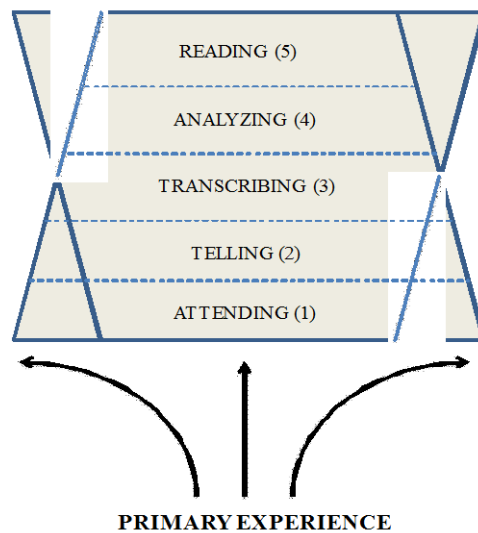 READING (5)
ANALYZING (4)
TRANSCRIBING (3)
TELLING (2)
ATTENDING (1)
PRIMARY EXPERIENCE